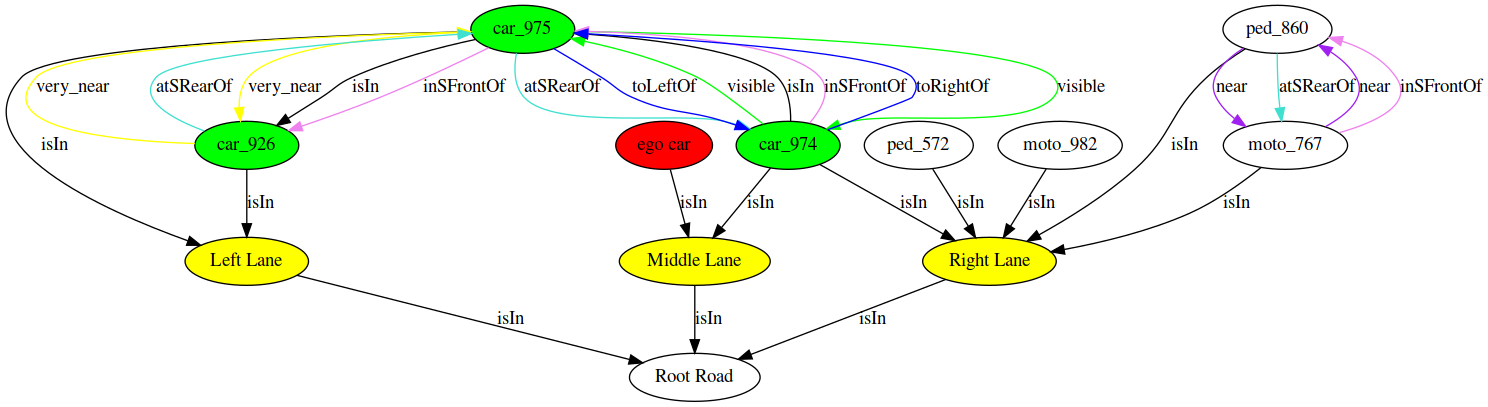 car_975
ped_860
very_near
atSRearOf
very_near
isIn
inSFrontOf
atSRearOf
toLeftOf
visible
isIn
inSFrontOf
toRightOf
visible
near
atSRearOf
near
inSFrontOf
isIn
car_926
ego car
car_974
ped_572
moto_982
isIn
moto_767
isIn
isIn
isIn
isIn
isIn
isIn
isIn
Left Lane
Middle Lane
Right Lane
isIn
isIn
isIn
Root Road